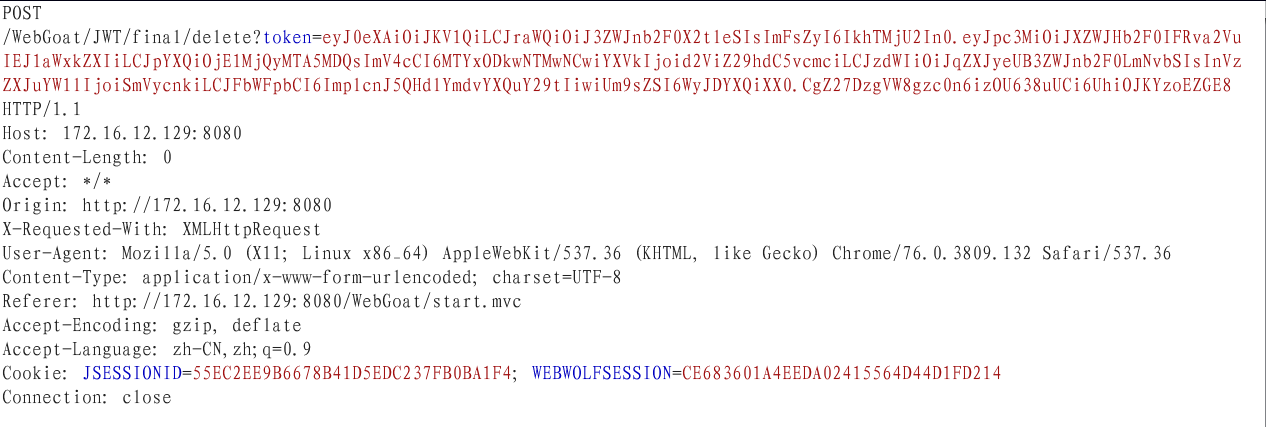 POST
/WebGoat/JWT/final/delete?token=eyJ0eXAiOiJKV1QiLCJraWQiOiJ3ZWJnb2F0X2tleSIsImFsZyI6IkhTMjU2In0.eyJpc3MiOiJXZWJHb2F0IFRva2Vu
IEJ1aWxkZXIiLCJpYXQiOjE1MjQyMTA5MDQsImV4cCI6MTYxODkwNTMwNCwiYXVkIjoid2ViZ29hdC5vcmciLCJzdWIiOiJqZXJyeUB3ZWJnb2F0LmNvbSIsInVz
ZXJuYW1lIjoiSmVycnkiLCJFbWFpbCI6ImplcnJ5QHdlYmdvYXQuY29tIiwiUm9sZSI6WyJDYXQiXX0.CgZ27DzgVW8gzc0n6izOU638uUCi6UhiOJKYzoEZGE8
HTTP/1.1
Host: 172.16.12.129:8080
Content-Length: 0
Accept: */*
Origin: http://172.16.12.129:8080
X-Requested-With: XMLHttpRequest
User-Agent: Mozilla/5.0 (X11; Linux x86_64) AppleWebKit/537.36 (KHTML, like Gecko) Chrome/76.0.3809.132 Safari/537.36
Content-Type: application/x-www-form-urlencoded; charset=UTF-8
Referer: http://172.16.12.129:8080/WebGoat/start.mvc
Accept-Encoding: gzip, deflate
Accept-Language: zh-CN,zh;q=0.9
Cookie: JSESSIONID=55EC2EE9B6678B41D5EDC237FB0BA1F4; WEBWOLFSESSION=CE683601A4EEDA02415564D44D1FD214
Connection: close